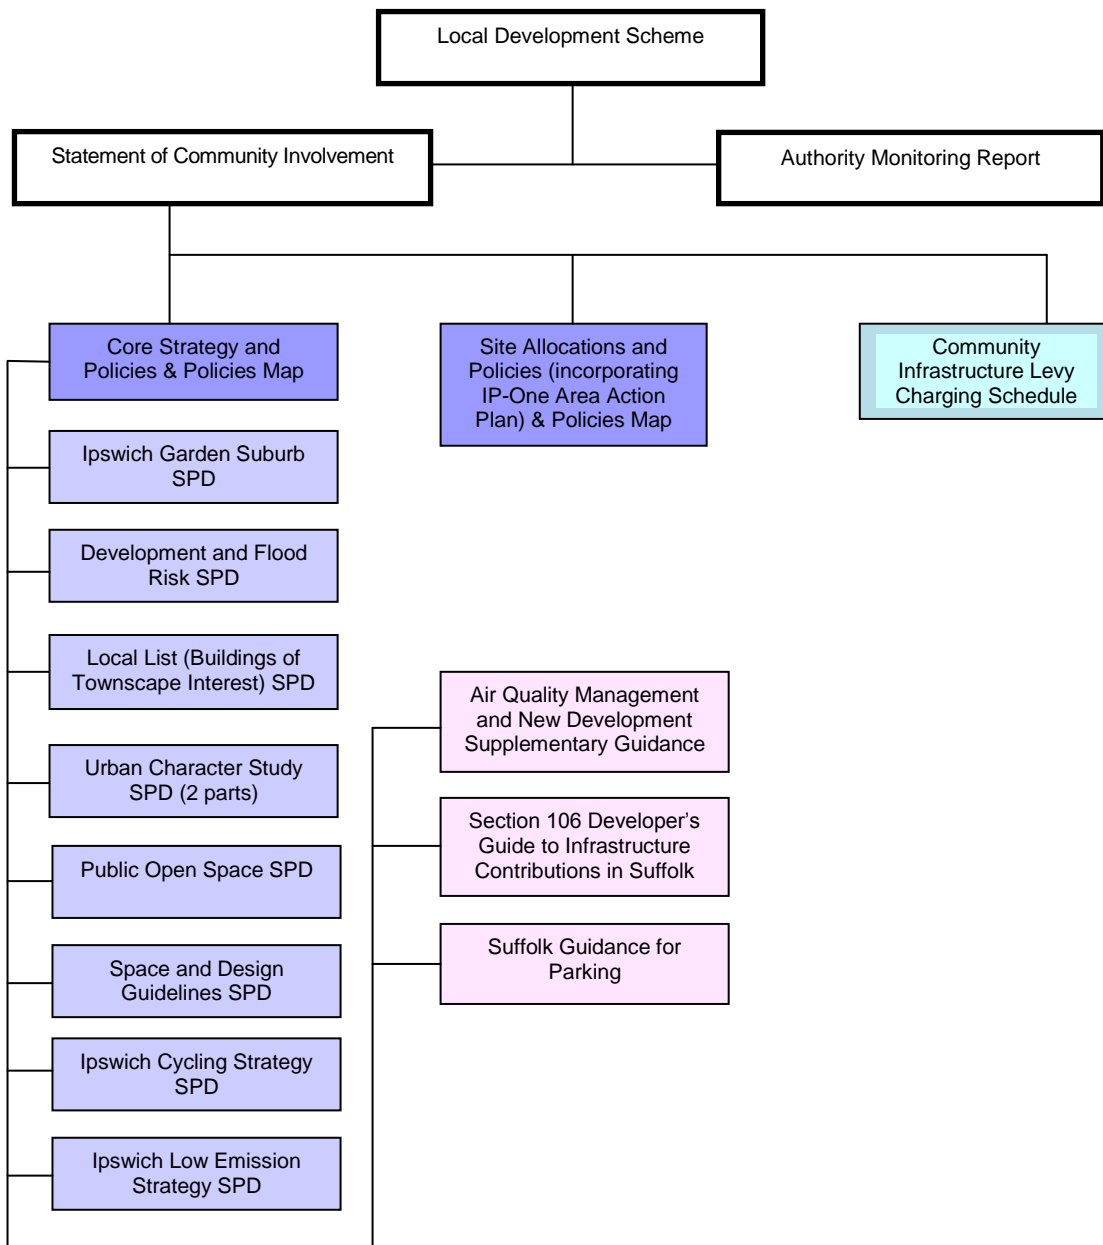 Local Development Scheme
Statement of Community Involvement
Authority Monitoring Report
Core Strategy and
Policies & Policies Map
Site Allocations and
Policies (incorporating
IP-One Area Action
Plan) & Policies Map
Community
Infrastructure Levy
Charging Schedule
Ipswich Garden Suburb
SPD
Development and Flood
Risk SPD
Local List (Buildings of
Townscape Interest) SPD
Urban Character Study
SPD (2 parts)
Public Open Space SPD
Space and Design
Guidelines SPD
Ipswich Cycling Strategy
SPD
Ipswich Low Emission
Strategy SPD
Air Quality Management
and New Development
Supplementary Guidance
Section 106 Developer’s
Guide to Infrastructure
Contributions in Suffolk
Suffolk Guidance for
Parking